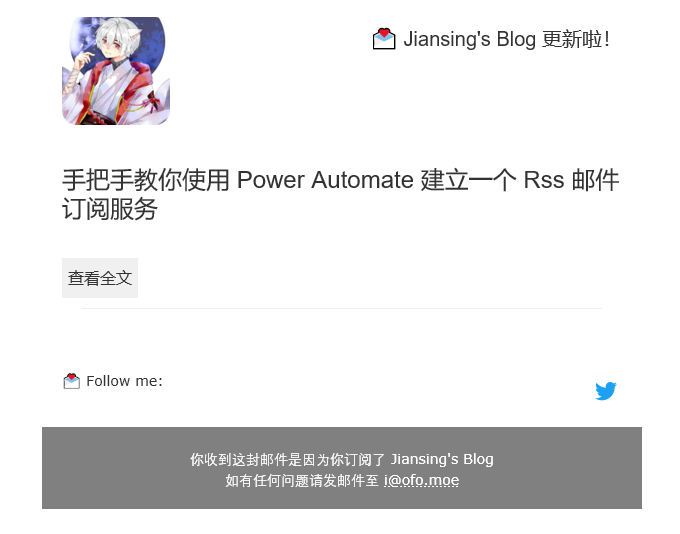 Jiansing's Blog 更新啦！
手把手教你使用 Power Automate 建立一个 Rss 邮件
订阅服务
查看全文
Follow me:
你收到这封邮件是因为你订阅了 Jiansing's Blog
如有任何问题请发邮件至 i@ofo.moe